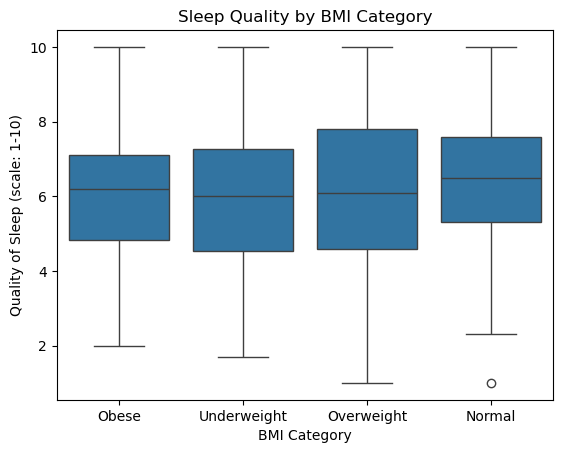 Sleep Quality by BMI Category
Quality of Sleep (scale: 1-10)
10
8
6
4
2
Obese Underweight Overweight Normal
BMI Category